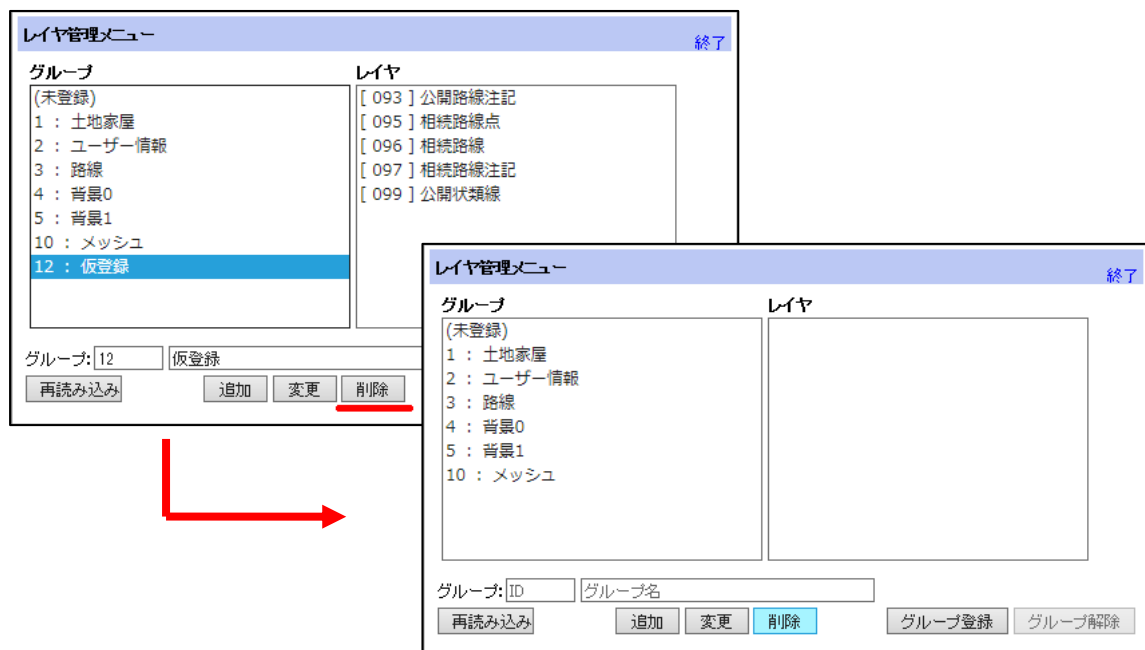 レイヤ管理メニュー
終了
グループ
レイヤ
(未登録)
1 : 土地家屋
2 : ユーザー情報
3 : 路線
4 : 背景0
5 : 背景1
10 : メッシュ
12 : 仮登録
[ 093 ] 公開路線注記
[ 095 ] 相続路線点
[ 096 ] 相続路線
[ 097 ] 相続路線注記
[ 099 ] 公開状類線
グループ: 12 仮登録
再読み込み 追加 変更 削除
レイヤ管理メニュー
終了
グループ
レイヤ
(未登録)
1 : 土地家屋
2 : ユーザー情報
3 : 路線
4 : 背景0
5 : 背景1
10 : メッシュ
グループ: ID グループ名
再読み込み 追加 変更 削除 グループ登録 グループ解除